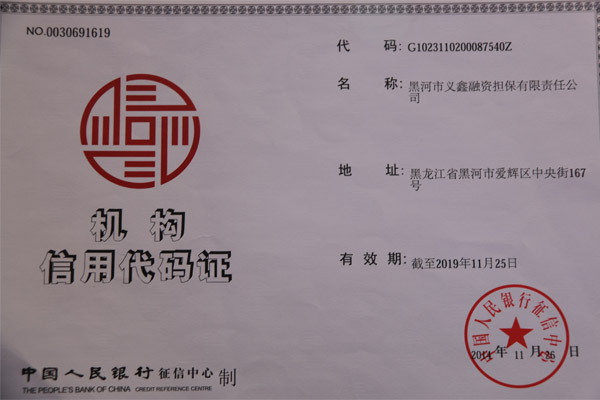 NO.0030691619
代 码: G1023110200087540Z
名 称: 黑河市义鑫融资担保有限责任公
司
地 址: 黑龙江省黑河市爱辉区中央街167
号
机 构
信用代码证
有 效 期: 截至2019年11月25日
中国人民银行征信中心
2014 年 11 月 26 日
中国人民银行征信中心 制
THE PEOPLE'S BANK OF CHINA CREDIT REFERENCE CENTRE